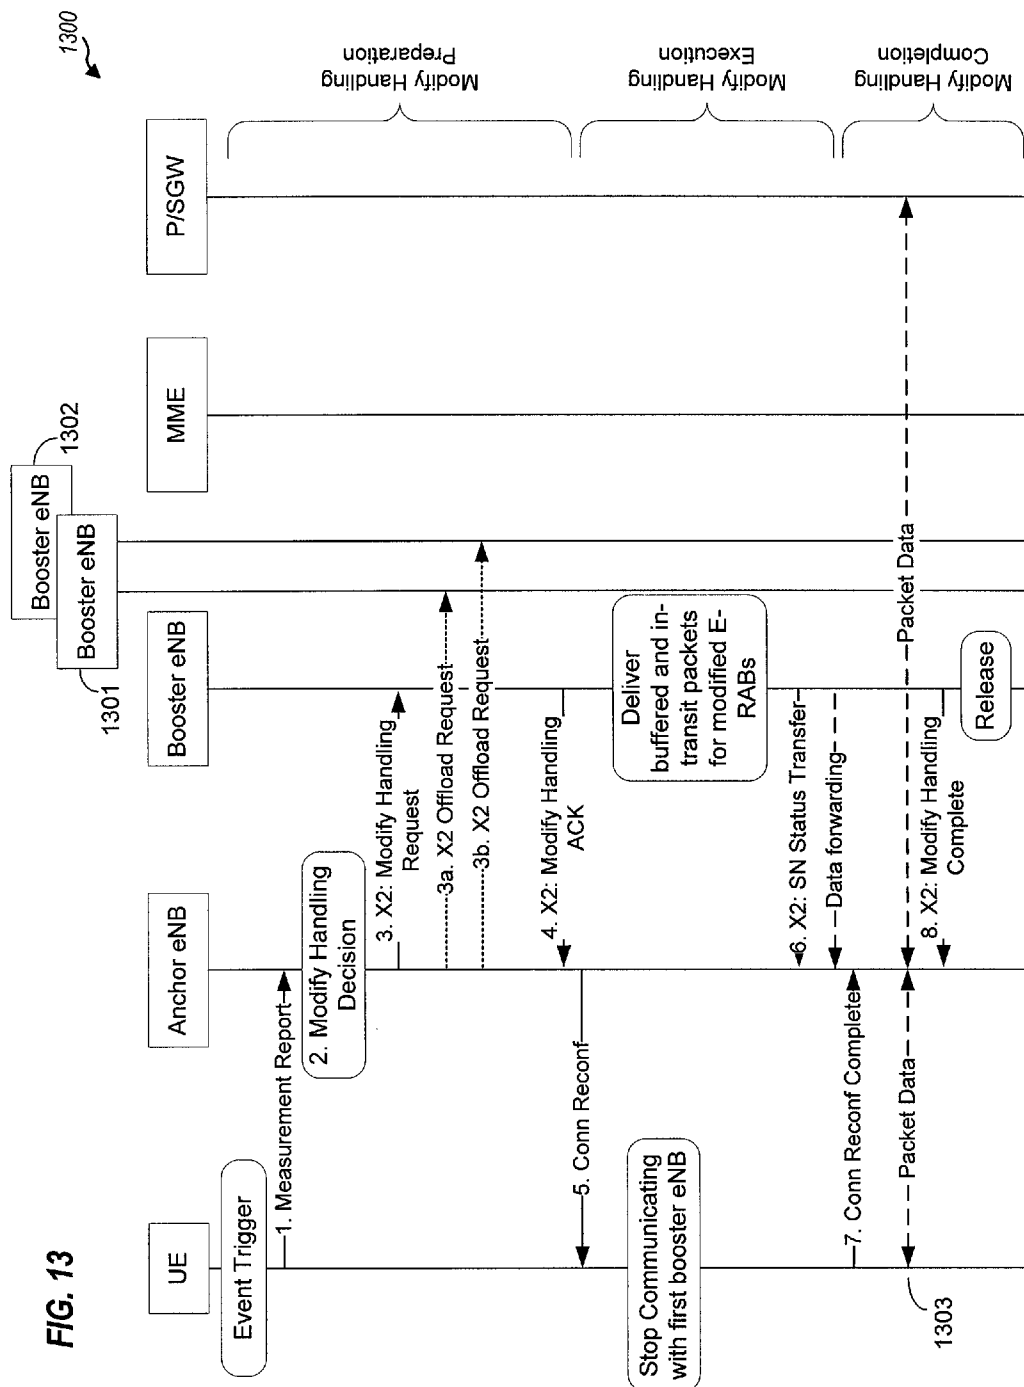 FIG. 13
1300
1302
Booster eNB
1301
Booster eNB
UE
Anchor eNB
Booster eNB
MME
P/SGW
Event Trigger
1. Measurement Report
2. Modify Handling
Decision
3. X2: Modify Handling
Request
3a. X2 Offload Request
3b. X2 Offload Request
4. X2: Modify Handling
ACK
Modify Handling
Preparation
5. Conn Reconf
Stop Communicating
with first booster eNB
Deliver
buffered and in-
transit packets
for modified E-
RABs
6. X2: SN Status Transfer
Data forwarding
Modify Handling
Execution
7. Conn Reconf Complete
Packet Data
Packet Data
1303
8. X2: Modify Handling
Complete
Release
Modify Handling
Completion